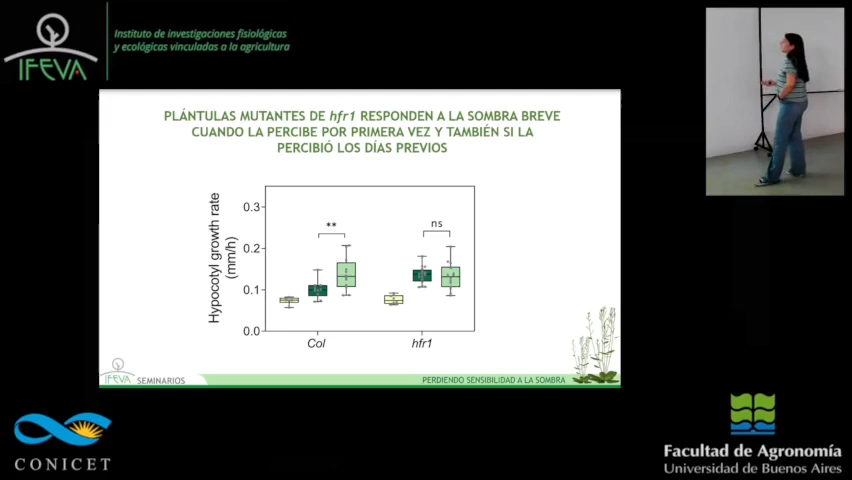 Instituto de investigaciones fisiológicas
y ecológicas vinculadas a la agricultura
IFEVA
PLÁNTULAS MUTANTES DE hfr1 RESPONDEN A LA SOMBRA BREVE
CUANDO LA PERCIBE POR PRIMERA VEZ Y TAMBIÉN SI LA
PERCIBIÓ LOS DÍAS PREVIOS
Hypocotyl growth rate
(mm/h)
0.3
0.2
0.1
0.0
**
ns
Col
hfr1
IFEVA SEMINARIOS
PERDIENDO SENSIBILIDAD A LA SOMBRA
CONICET
Facultad de Agronomía
Universidad de Buenos Aires